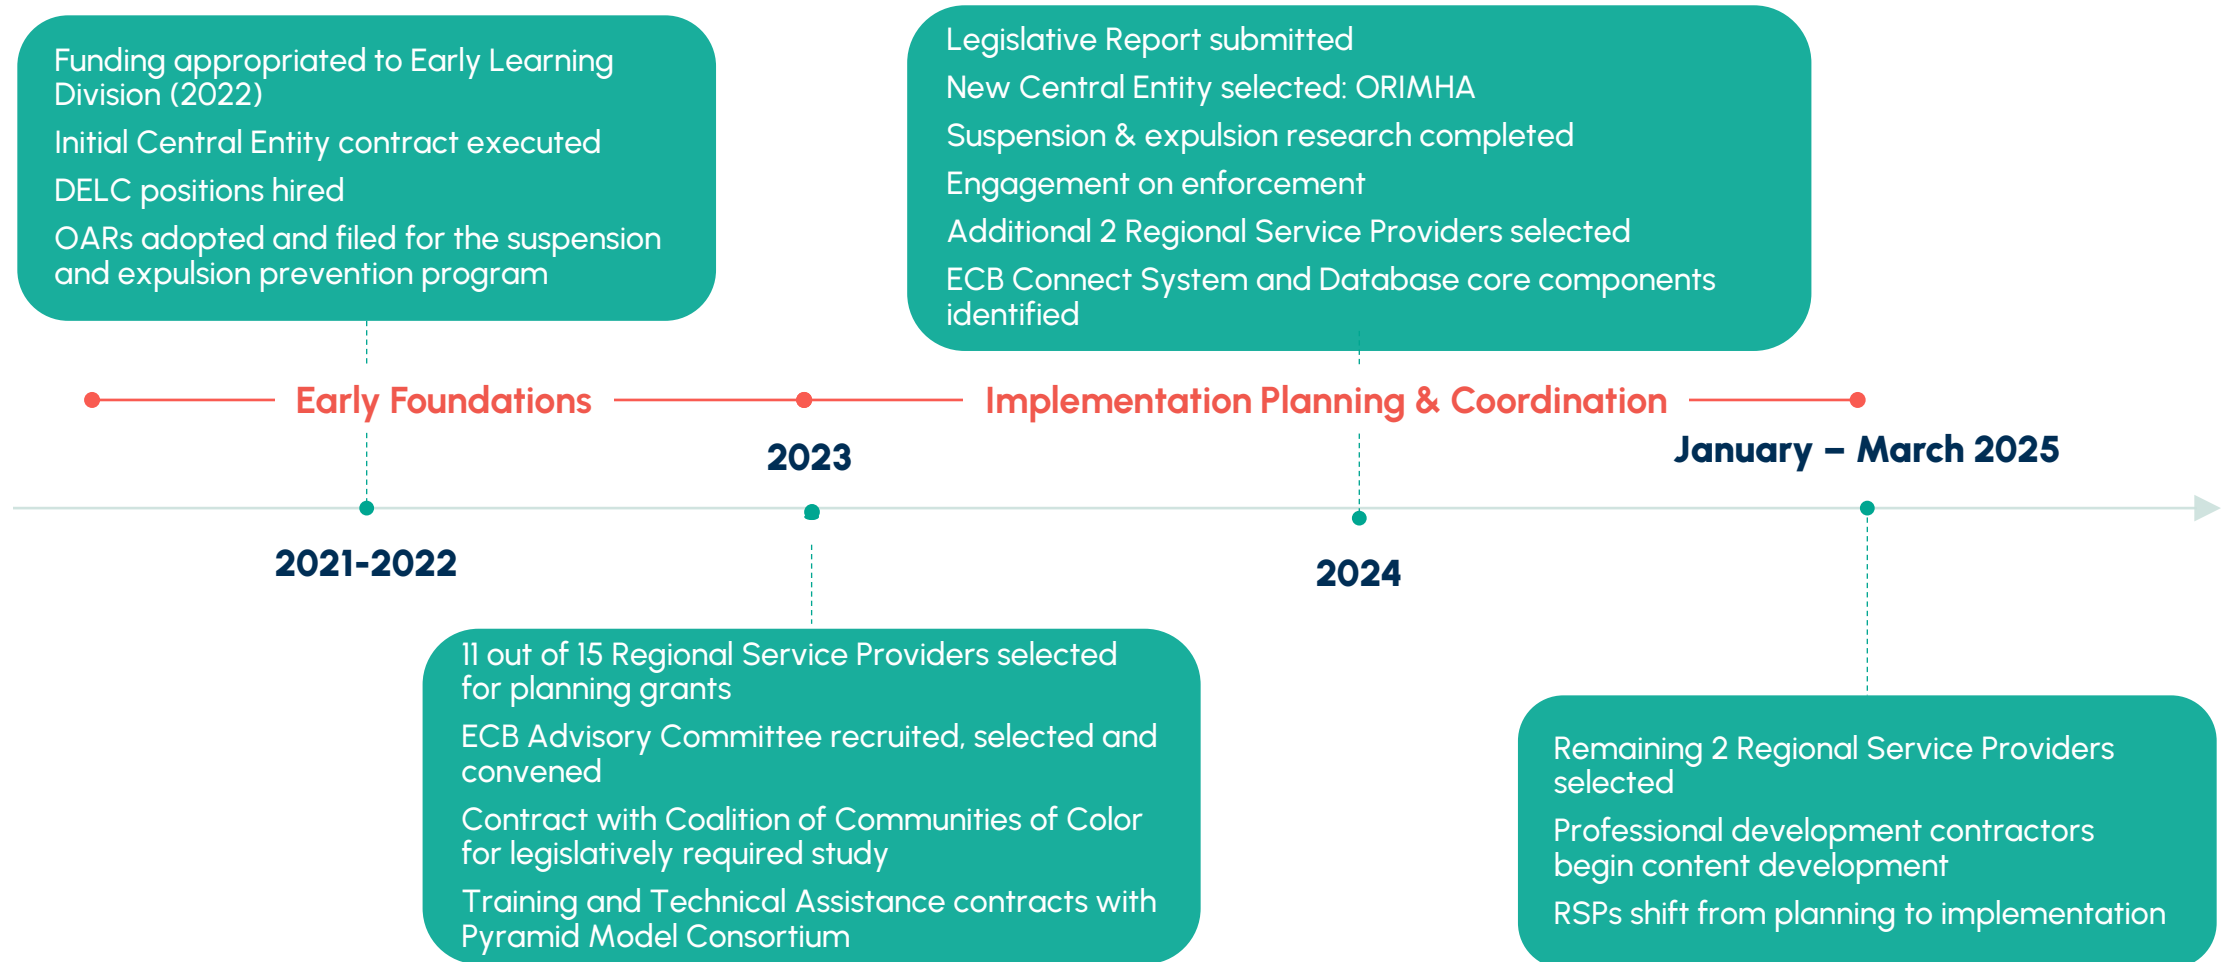 Funding appropriated to Early Learning
Division (2022)
Initial Central Entity contract executed
DELC positions hired
OARs adopted and filed for the suspension
and expulsion prevention program
Legislative Report submitted
New Central Entity selected: ORIMHA
Suspension & expulsion research completed
Engagement on enforcement
Additional 2 Regional Service Providers selected
ECB Connect System and Database core components
identified
Early Foundations
Implementation Planning & Coordination
2023
January – March 2025
2021-2022
2024
11 out of 15 Regional Service Providers selected
for planning grants
ECB Advisory Committee recruited, selected and
convened
Contract with Coalition of Communities of Color
for legislatively required study
Training and Technical Assistance contracts with
Pyramid Model Consortium
Remaining 2 Regional Service Providers
selected
Professional development contractors
begin content development
RSPs shift from planning to implementation